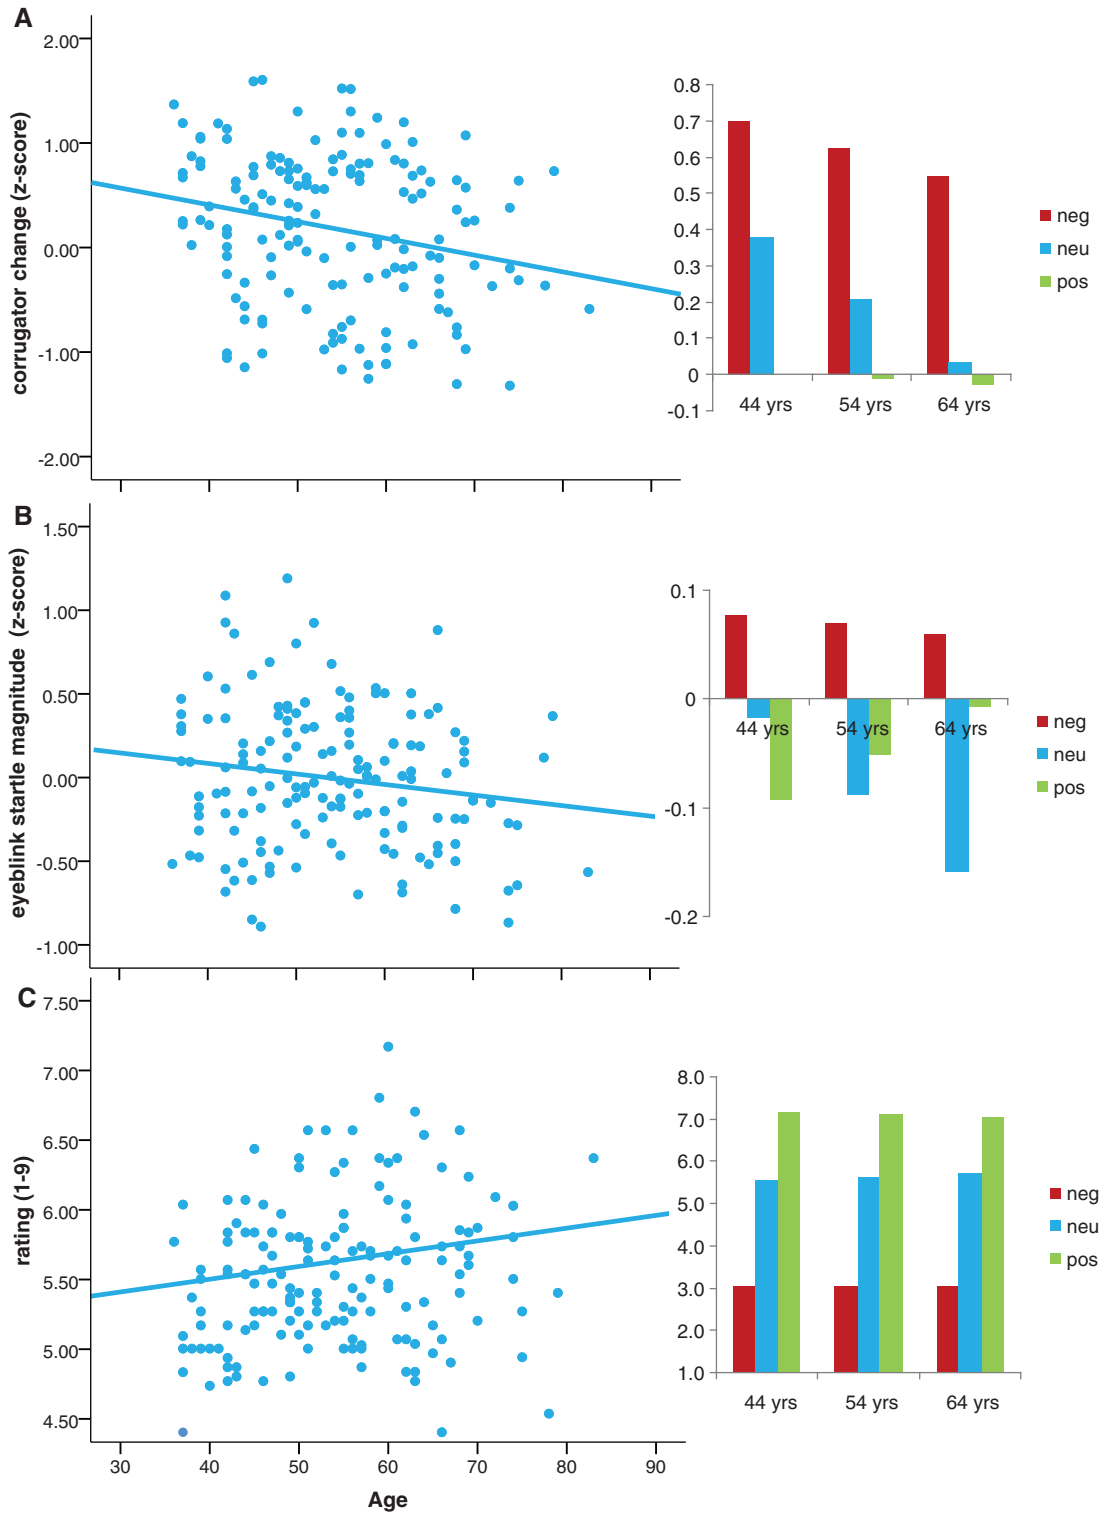 A
corrugator change (z-score)
2.00
1.00
0.00
-1.00
-2.00
0.8
0.7
0.6
0.5
0.4
0.3
0.2
0.1
0
-0.1
44 yrs
54 yrs
64 yrs
neg
neu
pos
B
eyeblink startle magnitude (z-score)
1.50
1.00
0.50
0.00
-0.50
-1.00
0.1
0
-0.1
-0.2
44 yrs
54 yrs
64 yrs
neg
neu
pos
C
rating (1-9)
7.50
7.00
6.50
6.00
5.50
5.00
4.50
30
40
50
60
70
80
90
Age
8.0
7.0
6.0
5.0
4.0
3.0
2.0
1.0
44 yrs
54 yrs
64 yrs
neg
neu
pos